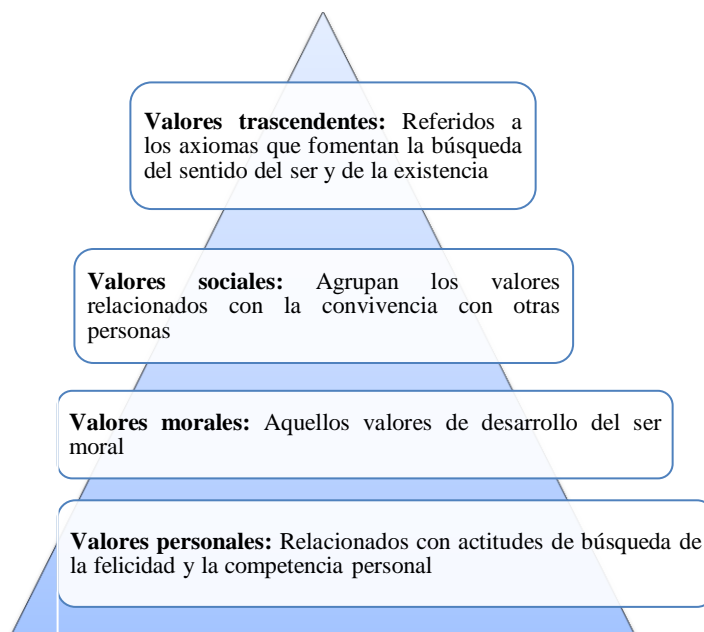 Valores trascendentes: Referidos a
los axiomas que fomentan la búsqueda
del sentido del ser y de la existencia
Valores sociales: Agrupan los valores
relacionados con la convivencia con otras
personas
Valores morales: Aquellos valores de desarrollo del ser
moral
Valores personales: Relacionados con actitudes de búsqueda de
la felicidad y la competencia personal